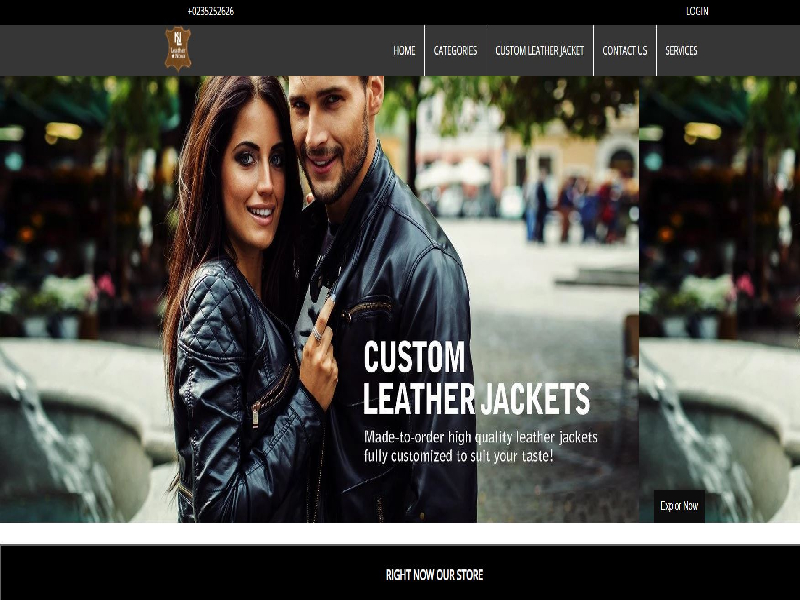 +0235252626
LOGIN
HOME
CATEGORIES
CUSTOM LEATHER JACKET
CONTACT US
SERVICES
CUSTOM
LEATHER JACKETS
Made-to-order high quality leather jackets
fully customized to suit your taste!
Explor Now
RIGHT NOW OUR STORE